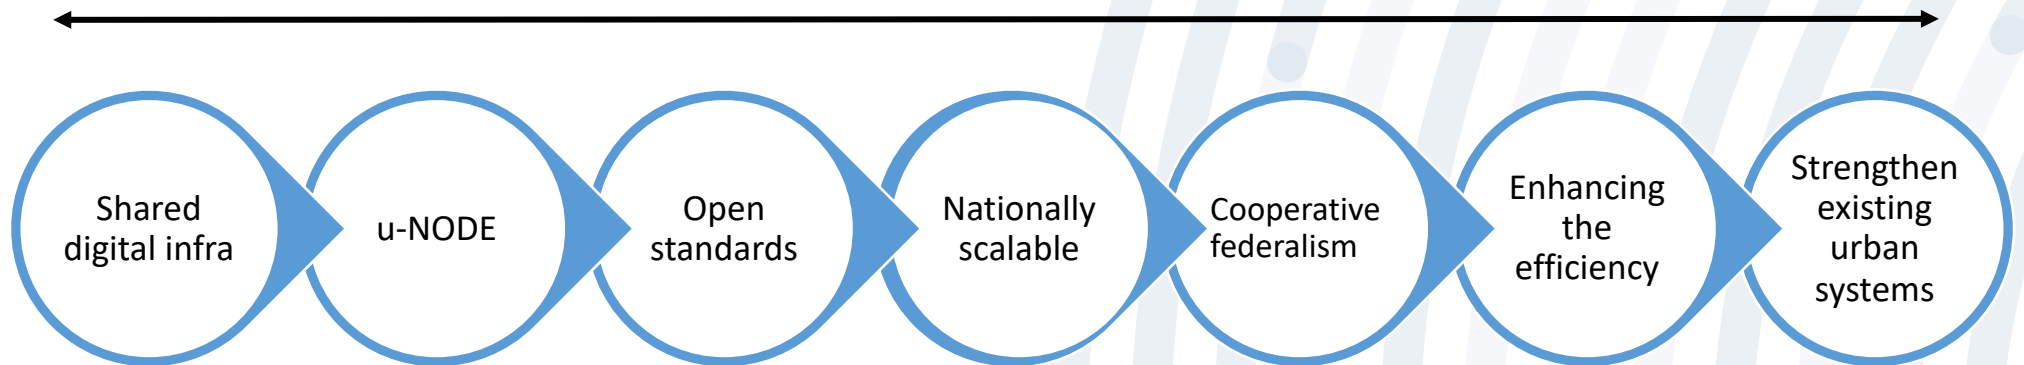 Shared
digital infra
u-NODE
Open
standards
Nationally
scalable
Cooperative
federalism
Enhancing
the
efficiency
Strengthen
existing
urban
systems